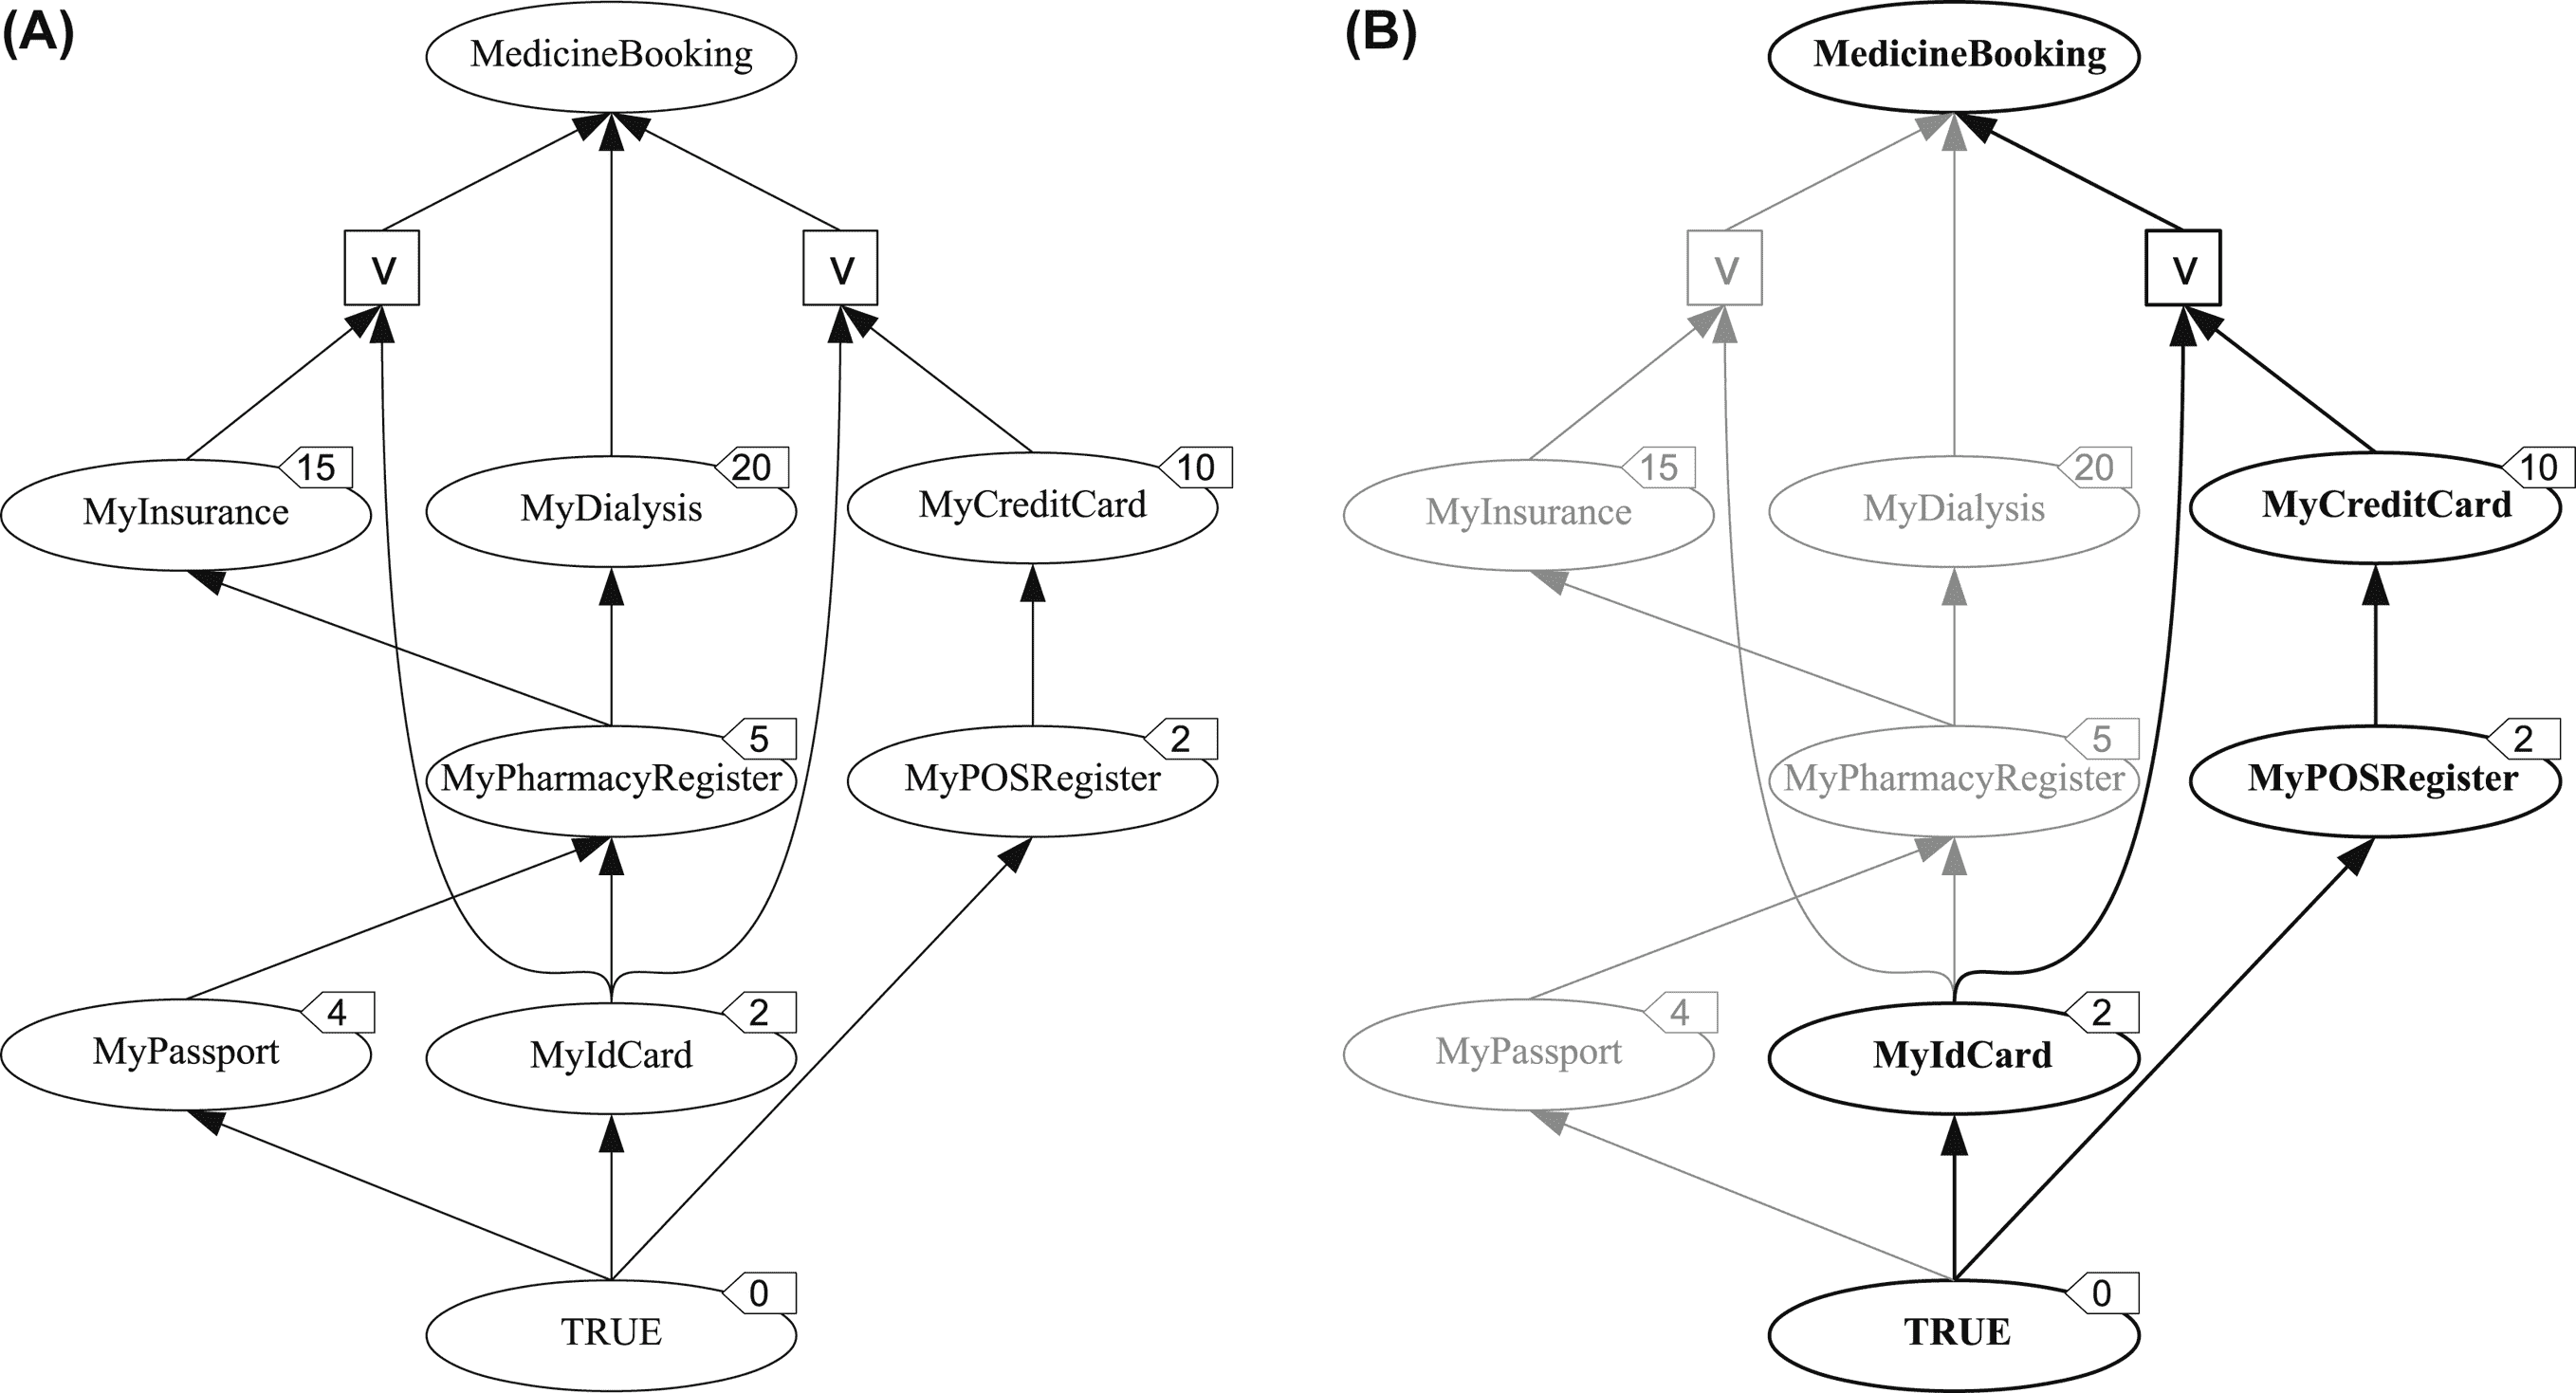 (A)
MedicineBooking
v
v
15
MyInsurance
20
MyDialysis
10
MyCreditCard
5
MyPharmacyRegister
2
MyPOSRegister
4
MyPassport
2
MyIdCard
0
TRUE
(B)
MedicineBooking
v
v
15
MyInsurance
20
MyDialysis
10
MyCreditCard
5
MyPharmacyRegister
2
MyPOSRegister
4
MyPassport
2
MyIdCard
0
TRUE